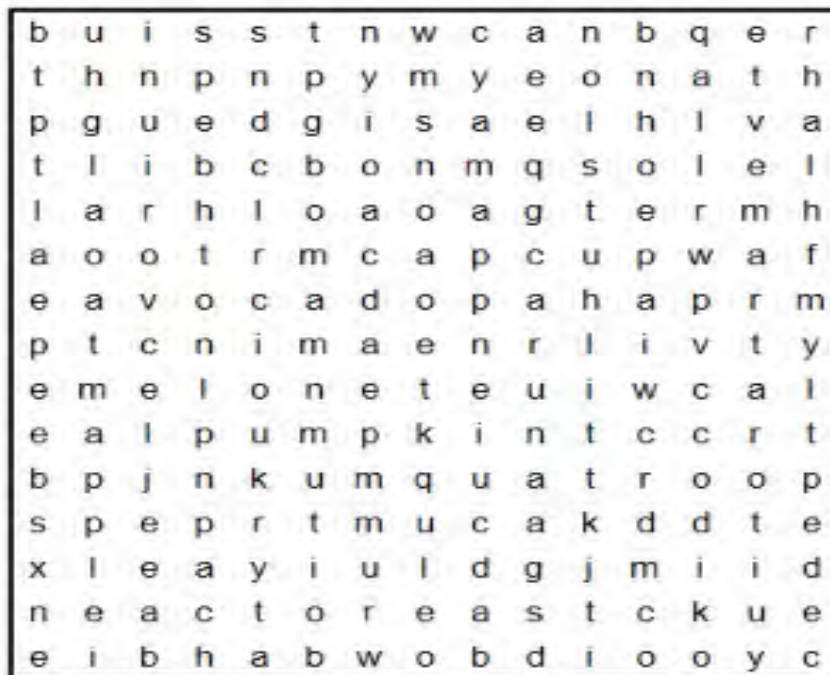 b u i s s t n w c a n b q e r
t h n p n p y m y e o n a t h
p g u e d g i s a e l h l v a
t l i b c b o n m q s o l e l
l a r h l o a o a g t e r m h
a o o t r m c a p c u p w a f
e a v o c a d o p a h a p r m
p t c n i m a e n r l i v t y
e m e l o n e t e u i w c a l
e a l p u m p k i n t c c r t
b p j n k u m q u a t r o o p
s p e p r t m u c a k d d t e
x l e a y i u l d g j m i i d
n e a c t o r e a s t c k u e
e i b h a b w o b d i o o y c